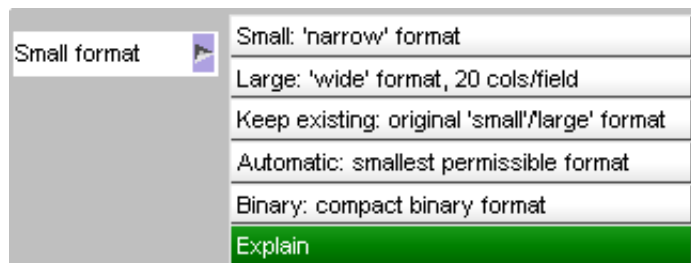 Small format
Small: 'narrow' format
Large: 'wide' format, 20 cols/field
Keep existing: original 'small'/'large' format
Automatic: smallest permissible format
Binary: compact binary format
Explain